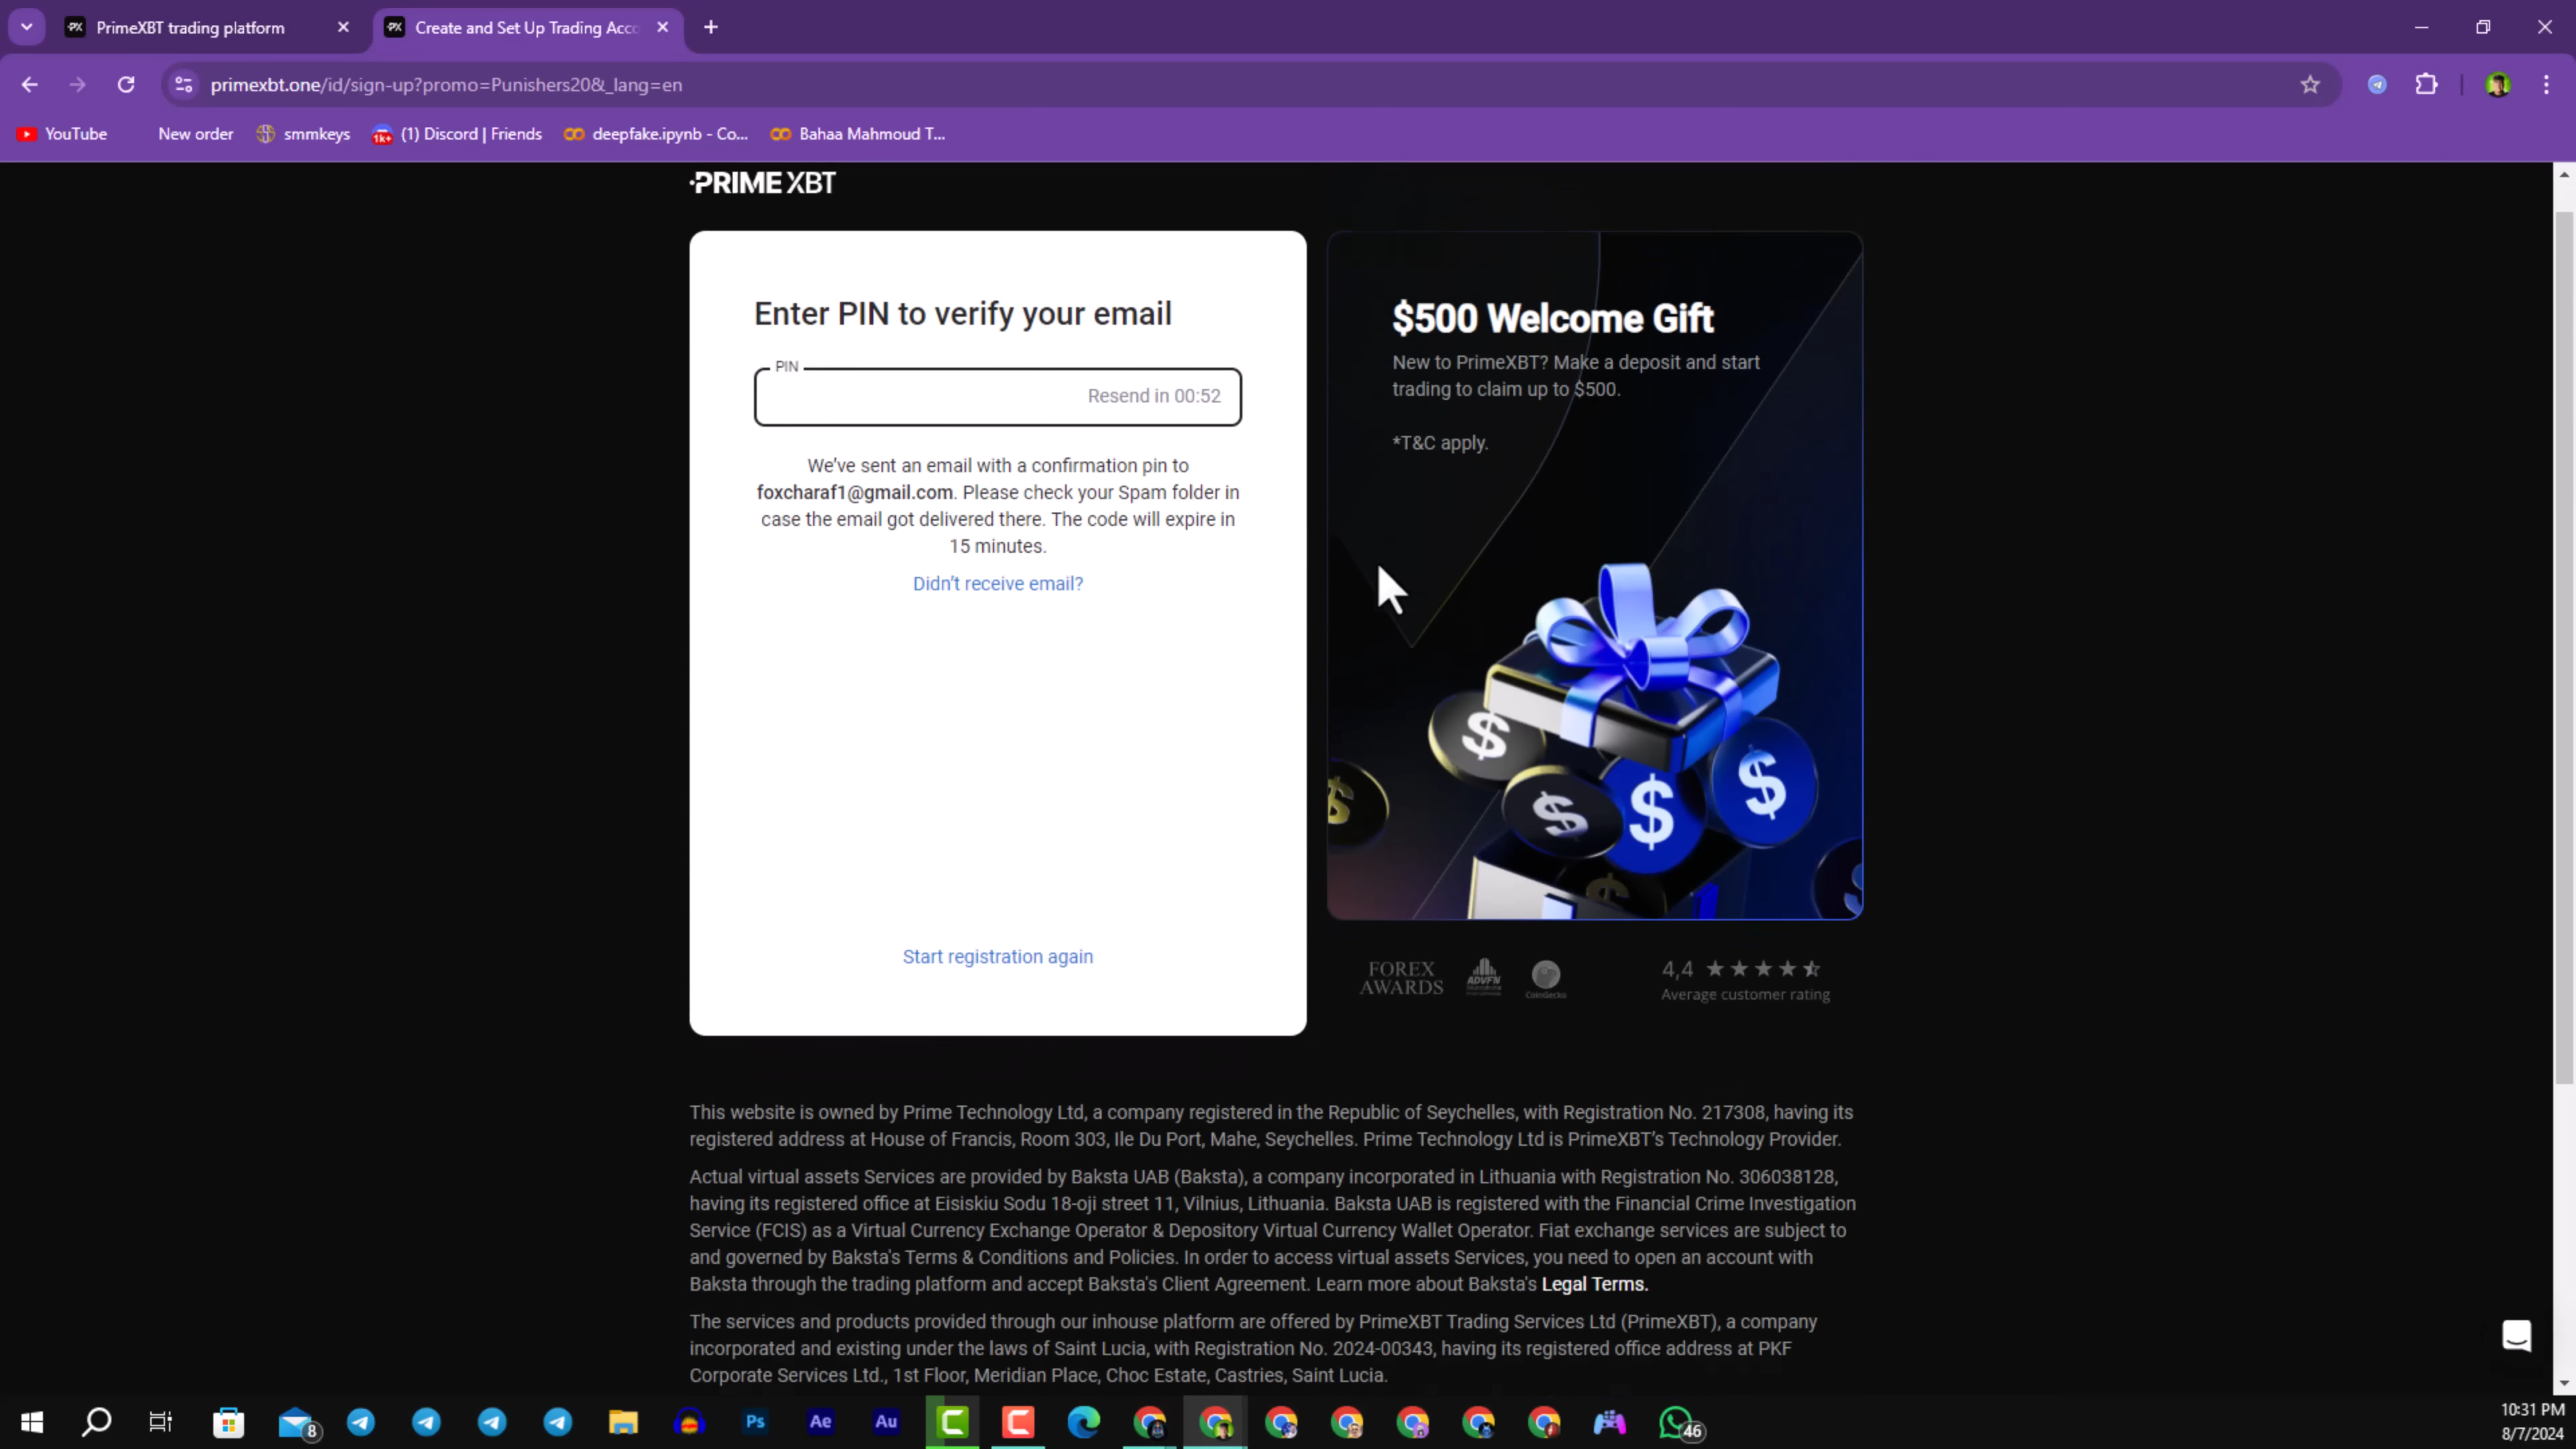 PrimeXBT trading platform
Create and Set Up Trading Acco
primexbt.one/id/sign-up?promo=Punishers20&_lang=en
YouTube
New order
smmkeys
(1) Discord | Friends
deepfake.ipynb - Co...
Bahaa Mahmoud T...
PRIME XBT
Enter PIN to verify your email
PIN
Resend in 00:52
We've sent an email with a confirmation pin to
foxcharaf1@gmail.com. Please check your Spam folder in
case the email got delivered there. The code will expire in
15 minutes.
Didn't receive email?
Start registration again
$500 Welcome Gift
New to PrimeXBT? Make a deposit and start
trading to claim up to $500.
*T&C apply.
FOREX
AWARDS
ADVFN
CoinGecko
4,4
Average customer rating
This website is owned by Prime Technology Ltd, a company registered in the Republic of Seychelles, with Registration No. 217308, having its
registered address at House of Francis, Room 303, Ile Du Port, Mahe, Seychelles. Prime Technology Ltd is PrimeXBT's Technology Provider.
Actual virtual assets Services are provided by Baksta UAB (Baksta), a company incorporated in Lithuania with Registration No. 306038128,
having its registered office at Eisiskiu Sodu 18-oji street 11, Vilnius, Lithuania. Baksta UAB is registered with the Financial Crime Investigation
Service (FCIS) as a Virtual Currency Exchange Operator & Depository Virtual Currency Wallet Operator. Fiat exchange services are subject to
and governed by Baksta's Terms & Conditions and Policies. In order to access virtual assets Services, you need to open an account with
Baksta through the trading platform and accept Baksta's Client Agreement. Learn more about Baksta's Legal Terms.
The services and products provided through our inhouse platform are offered by PrimeXBT Trading Services Ltd (PrimeXBT), a company
incorporated and existing under the laws of Saint Lucia, with Registration No. 2024-00343, having its registered office address at PKF
Corporate Services Ltd., 1st Floor, Meridian Place, Choc Estate, Castries, Saint Lucia.
8
Ps
Ae
Au
46
10:31 PM
8/7/2024